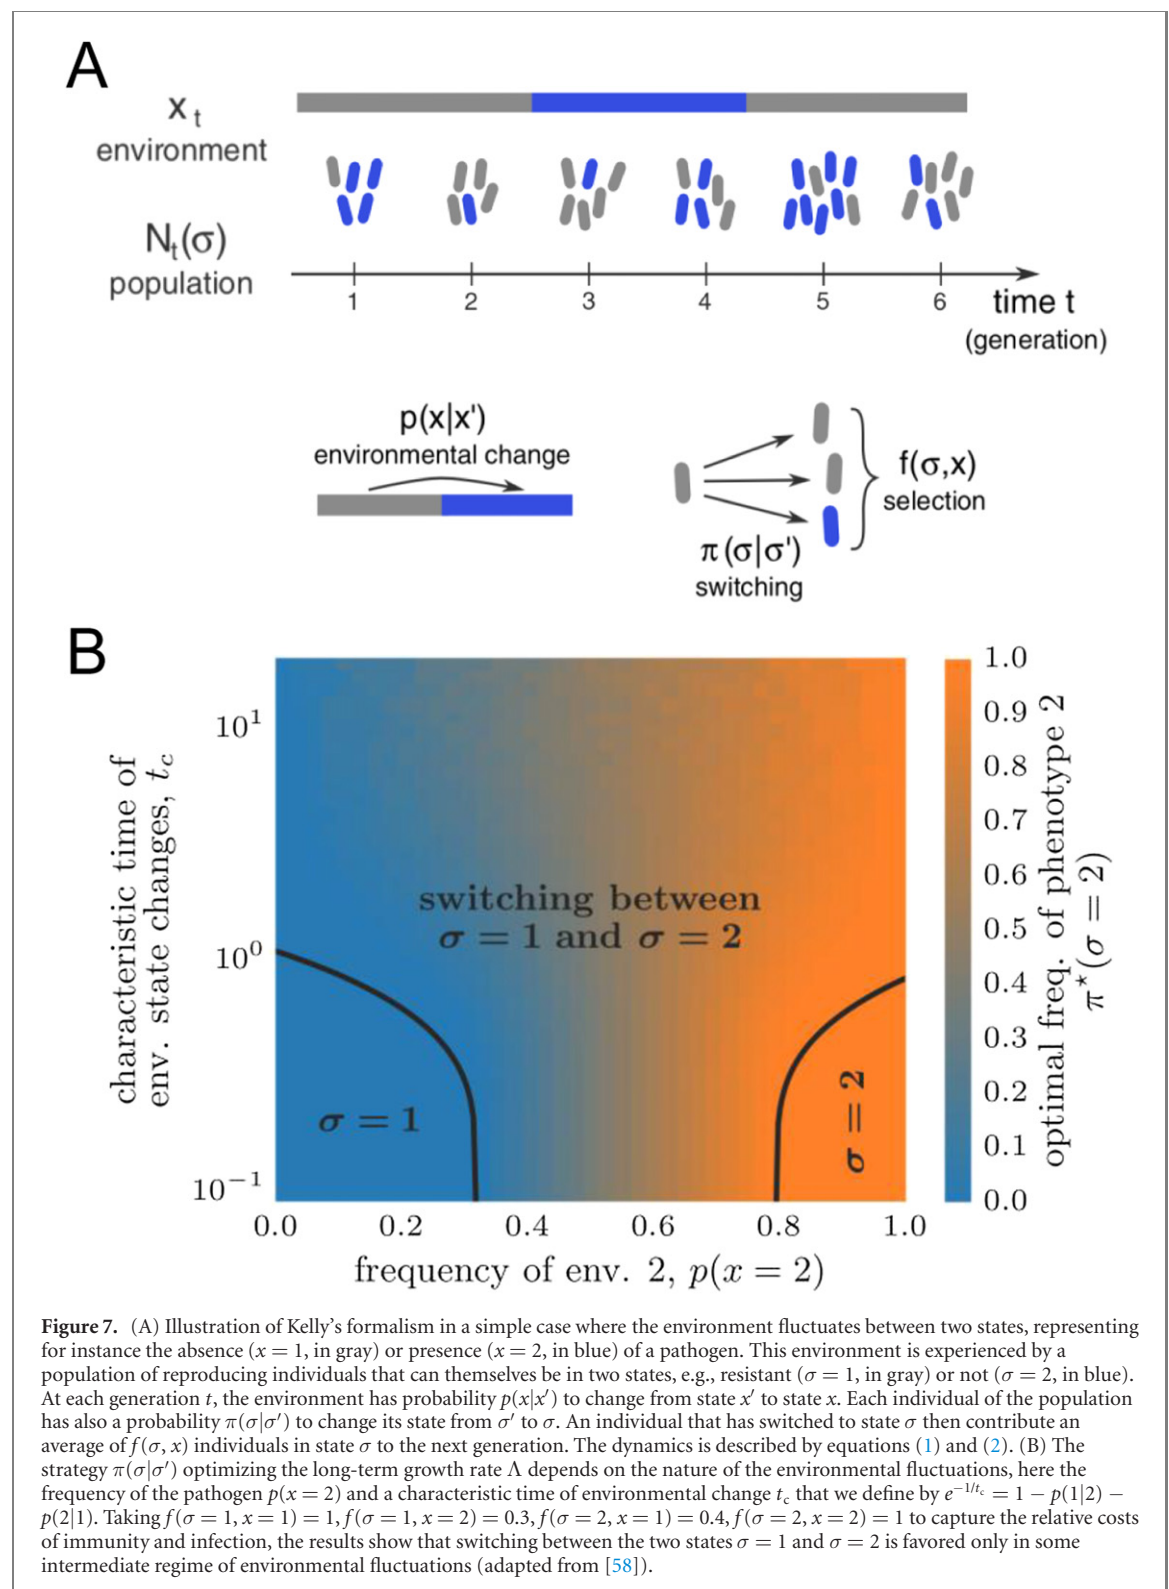 A
x t
environment
Nt(σ)
population
1
2
3
4
5
6
time t
(generation)
p(x|x')
environmental change
f(σ,x)
selection
π(σ|σ')
switching
B
characteristic time of
env. state changes, tc
10¹
10⁰
10⁻¹
switching between
σ = 1 and σ = 2
σ = 1
σ = 2
0.0
0.2
0.4
0.6
0.8
1.0
frequency of env. 2, p(x = 2)
1.0
0.9
0.8
0.7
0.6
0.5
0.4
0.3
0.2
0.1
0.0
optimal freq. of phenotype 2
π*(σ = 2)
Figure 7. (A) Illustration of Kelly's formalism in a simple case where the environment fluctuates between two states, representing
for instance the absence (x = 1, in gray) or presence (x = 2, in blue) of a pathogen. This environment is experienced by a
population of reproducing individuals that can themselves be in two states, e.g., resistant (σ = 1, in gray) or not (σ = 2, in blue).
At each generation t, the environment has probability p(x|x′) to change from state x′ to state x. Each individual of the population
has also a probability π(σ|σ′) to change its state from σ′ to σ. An individual that has switched to state σ then contribute an
average of f(σ, x) individuals in state σ to the next generation. The dynamics is described by equations (1) and (2). (B) The
strategy π(σ|σ′) optimizing the long-term growth rate Λ depends on the nature of the environmental fluctuations, here the
frequency of the pathogen p(x = 2) and a characteristic time of environmental change tc that we define by e^−1/tc = 1 − p(1|2) −
p(2|1). Taking f(σ = 1, x = 1) = 1, f(σ = 1, x = 2) = 0.3, f(σ = 2, x = 1) = 0.4, f(σ = 2, x = 2) = 1 to capture the relative costs
of immunity and infection, the results show that switching between the two states σ = 1 and σ = 2 is favored only in some
intermediate regime of environmental fluctuations (adapted from [58]).